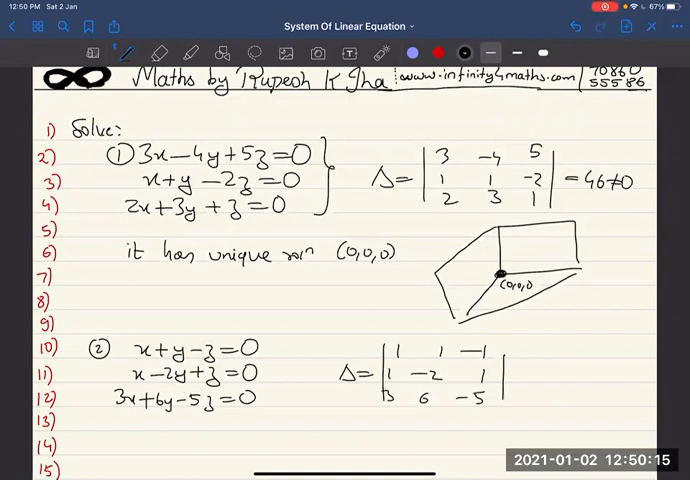 12:50 PM Sat 2 Jan
67%
System Of Linear Equation
Maths by Rupesh K Jha www.infinity4maths.com 70860 55586
1) Solve:
2) ① 3x-4y+5z=0
3) x+y-2z=0
4) 2x+3y+z=0
Δ= | 3 -4 5 |
| 1 1 -2 | = 46≠0
| 2 3 1 |
5)
6) it has unique soln (0,0,0)
7) (0,0,0)
8)
9)
10) ② x+y-z=0
11) x-2y+z=0
12) 3x+6y-5z=0
Δ= | 1 1 -1 |
| 1 -2 1 |
| 3 6 -5 |
13)
14)
15)
2021-01-02 12:50:15